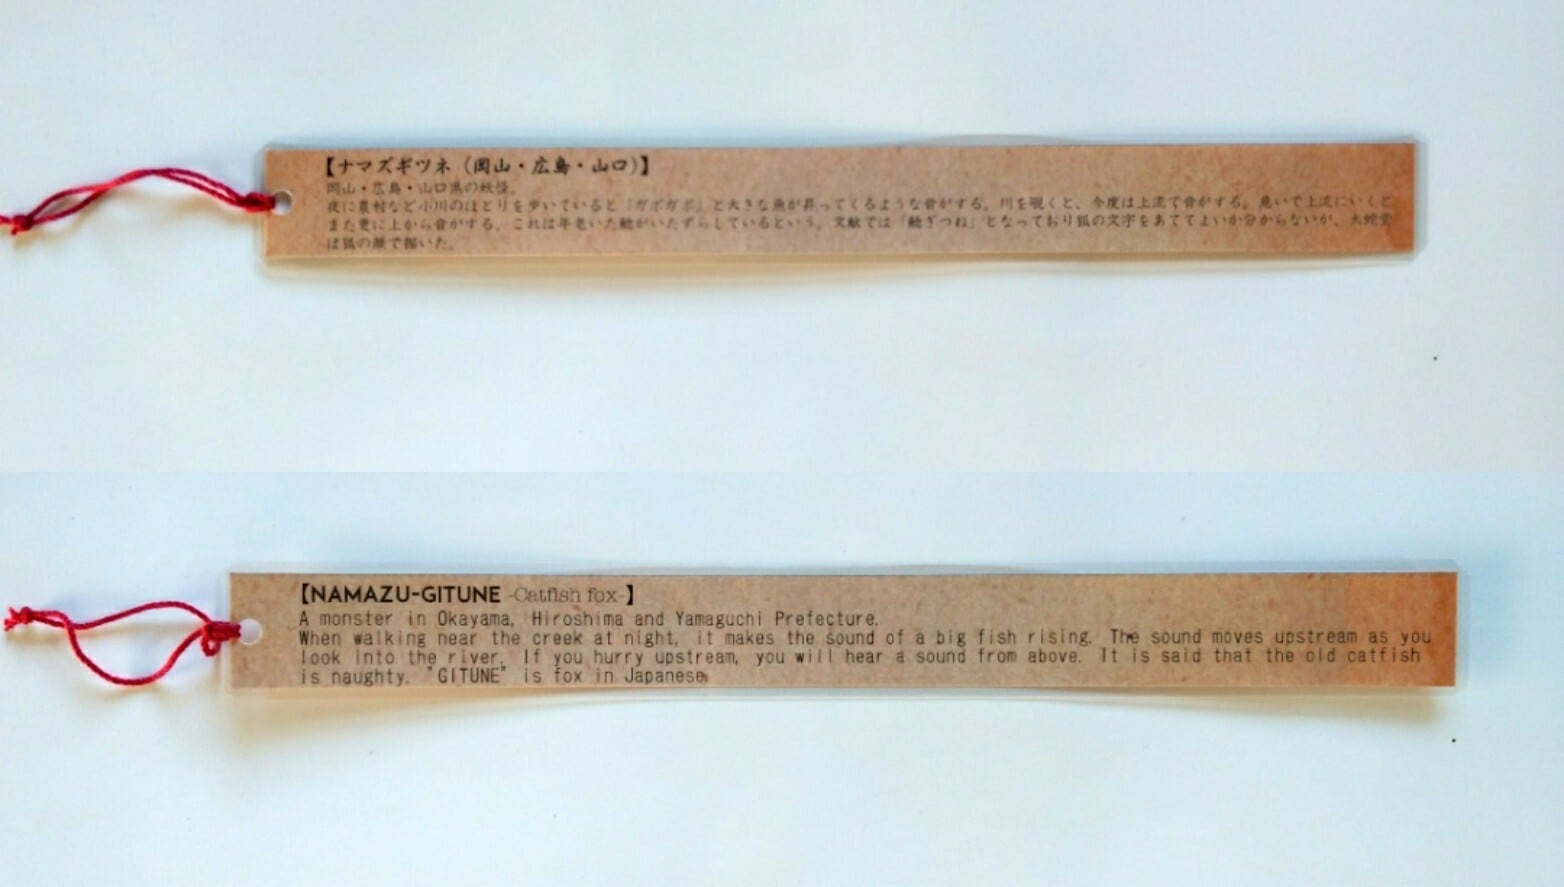 【ナマズギツネ（岡山・広島・山口）】
岡山・広島・山口県の妖怪。
夜に農村など小川のほとりを歩いていると『ガボガボ』と大きな魚が昇ってくるような音がする。川を覗くと、今度は上流で音がする。急いで上流にいくと
また更に上から音がする。これは年老いた鯰がいたずらしているという。文献では「鯰ぎつね」となっており狐の文字をあててよいか分からないが、大蛇堂
は狐の顔で描いた。
【NAMAZU-GITUNE -Catfish fox-】
A monster in Okayama, Hiroshima and Yamaguchi Prefecture.
When walking near the creek at night, it makes the sound of a big fish rising. The sound moves upstream as you
look into the river. If you hurry upstream, you will hear a sound from above. It is said that the old catfish
is naughty. "GITUNE" is fox in Japanese.